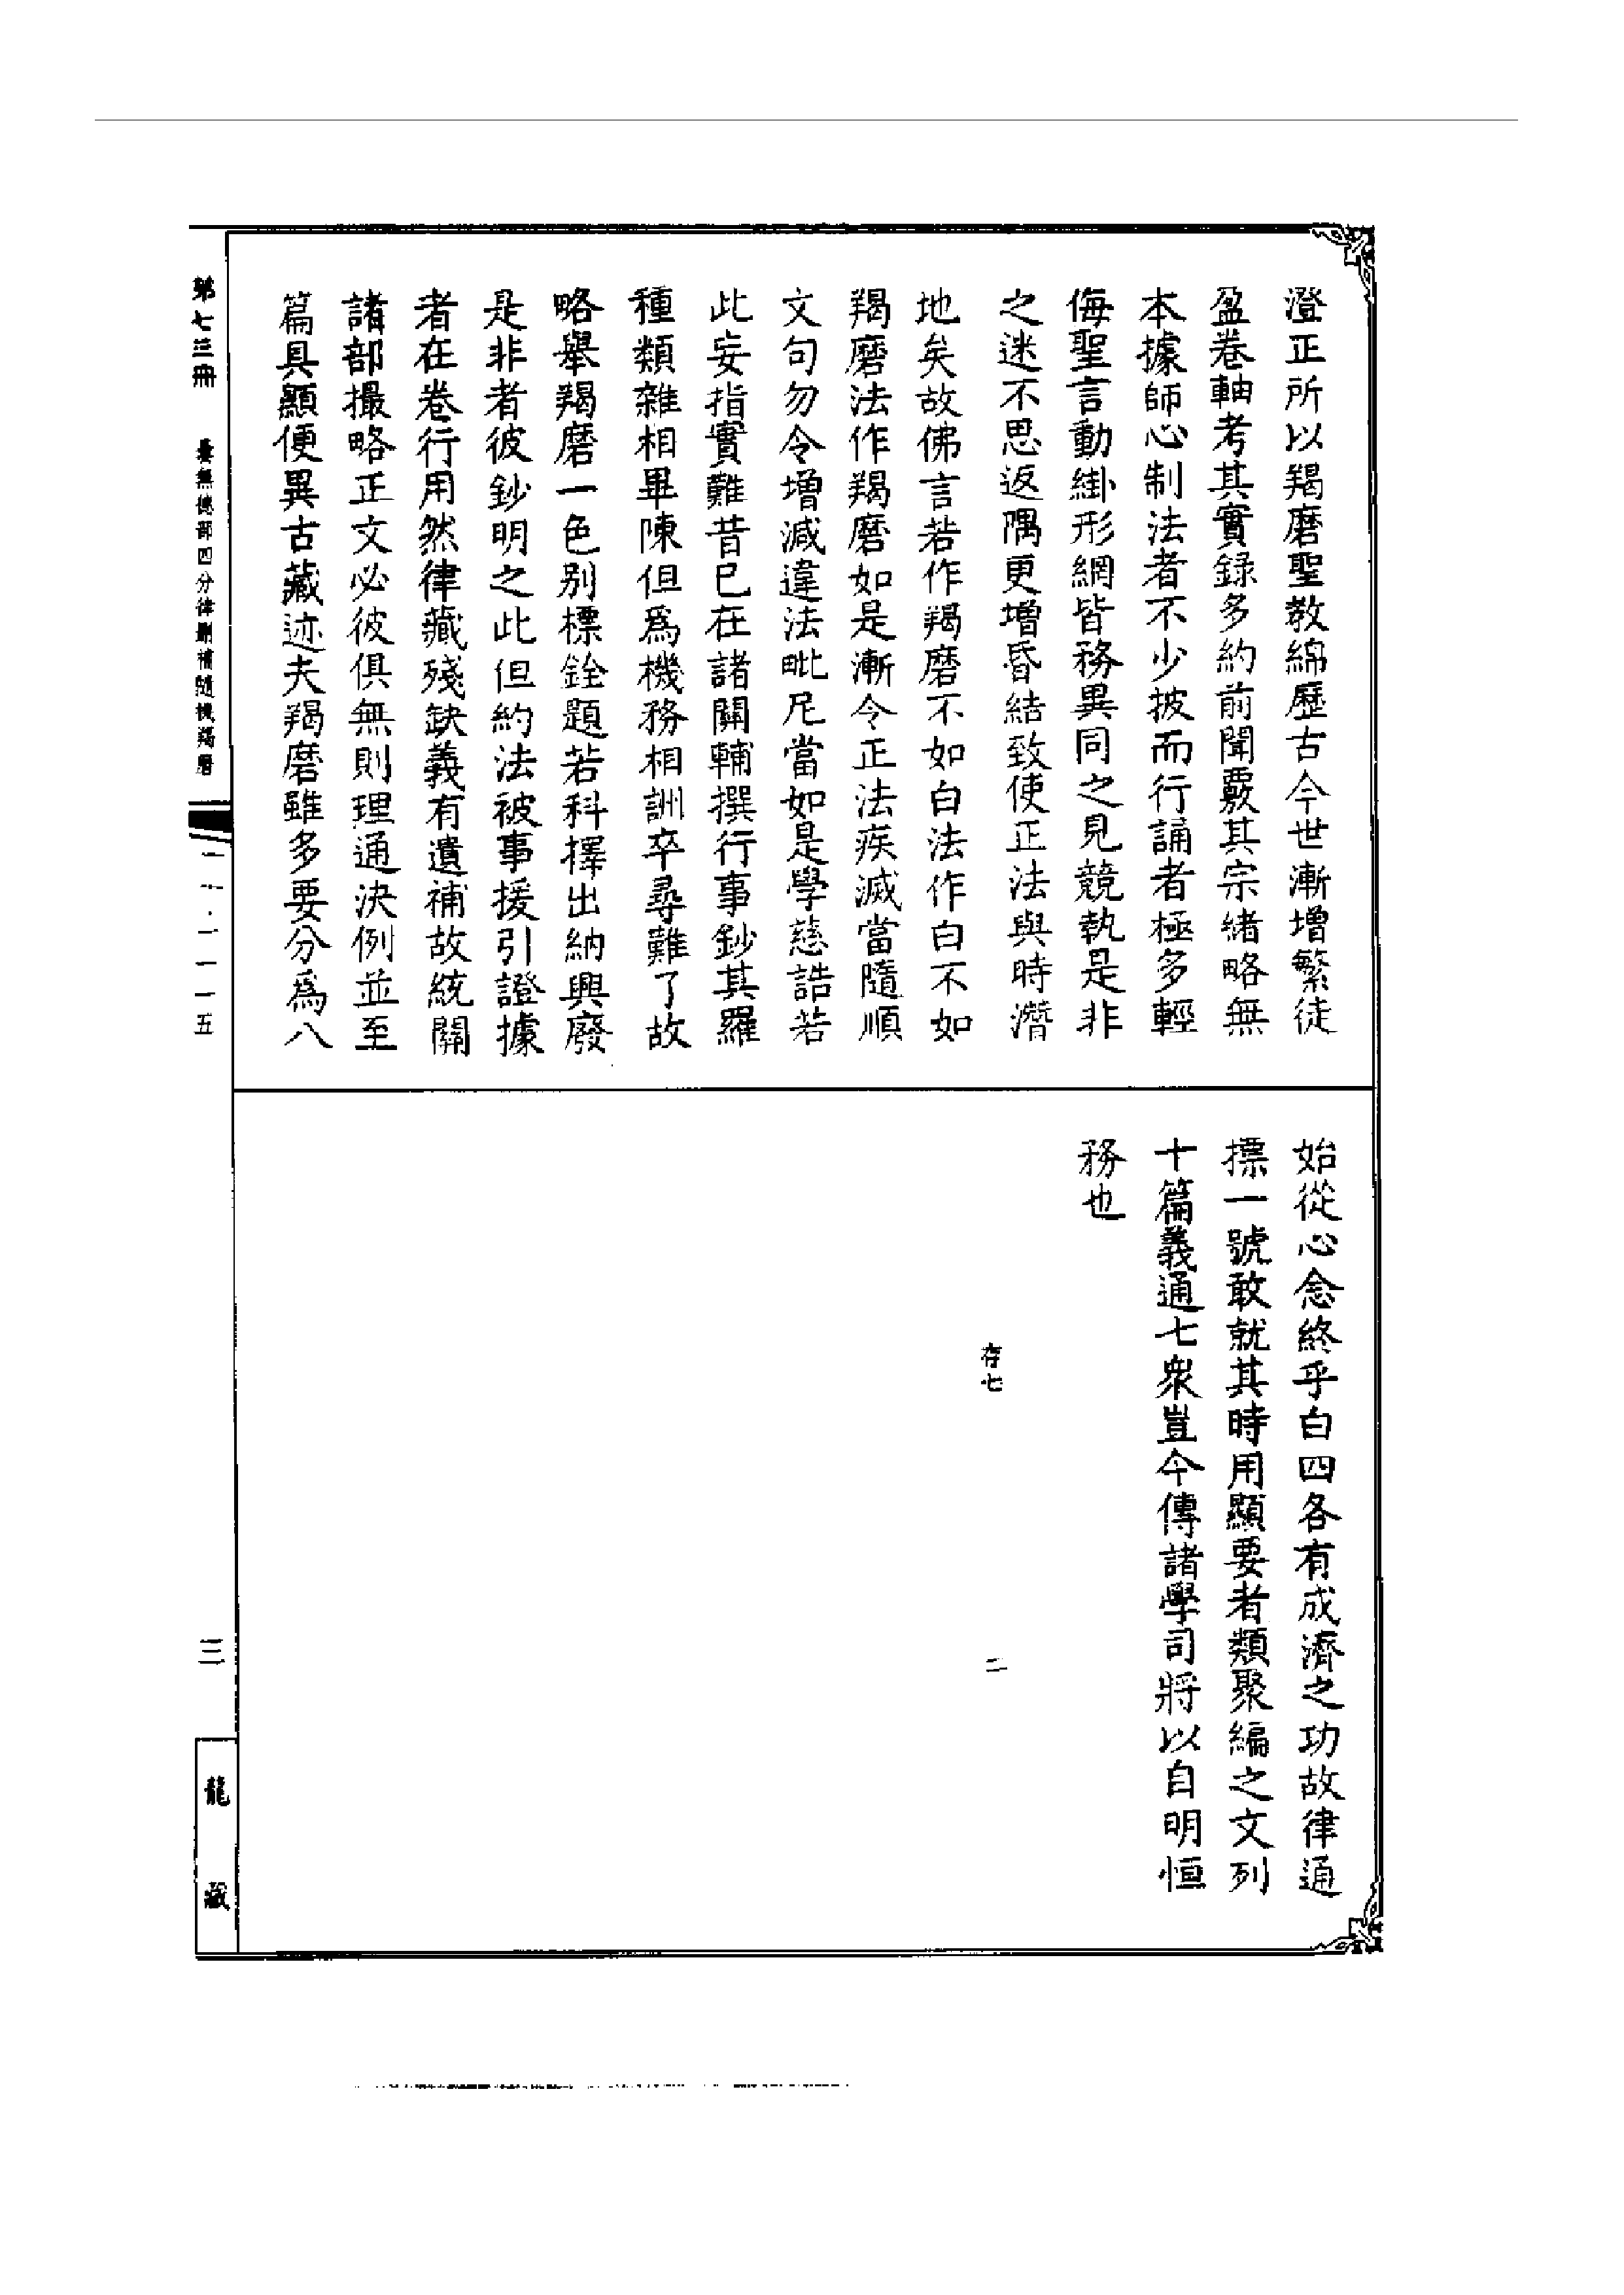 澄正所以羯磨聖教綿歷古今世漸增繁徒
盈卷軸考其實録多約前聞覈其宗緒略無
本據師心制法者不少披而行誦者極多輕
侮聖言動絓形網皆務異同之見競執是非
之迷不思返隅更增昏結致使正法與時潛
地矣故佛言若作羯磨不如白法作白不如
羯磨法作羯磨如是漸令正法疾滅當隨順
文句勿令增減違法毗尼當如是學慈誥若
此妄指實難昔已在諸關輔撰行事鈔其羅
種類雜相畢陳但爲機務相詶卒尋難了故
略舉羯磨一色别標銓題若科擇出納興廢
是非者彼鈔明之此但約法被事援引證據
者在卷行用然律藏殘缺義有遺補故統關
諸部撮略正文必彼俱無則理通決例並至
篇具顯便異古藏迹夫羯磨雖多要分爲八
始從心念終乎白四各有成濟之功故律通
摽一號敢就其時用顯要者類聚編之文列
十篇義通七衆豈今傳諸學司將以自明恒
務也
存七
二
第七三冊
曇無德部四分律刪補隨機羯磨
一一·二一一五
三
龍藏